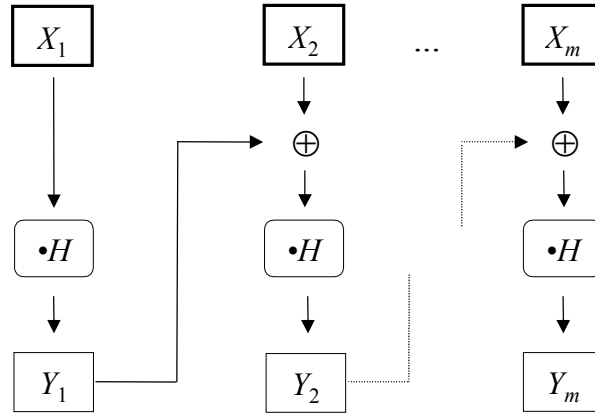 X₁ X₂ ... Xₘ
⊕ ⊕
•H •H •H
Y₁ Y₂ Yₘ